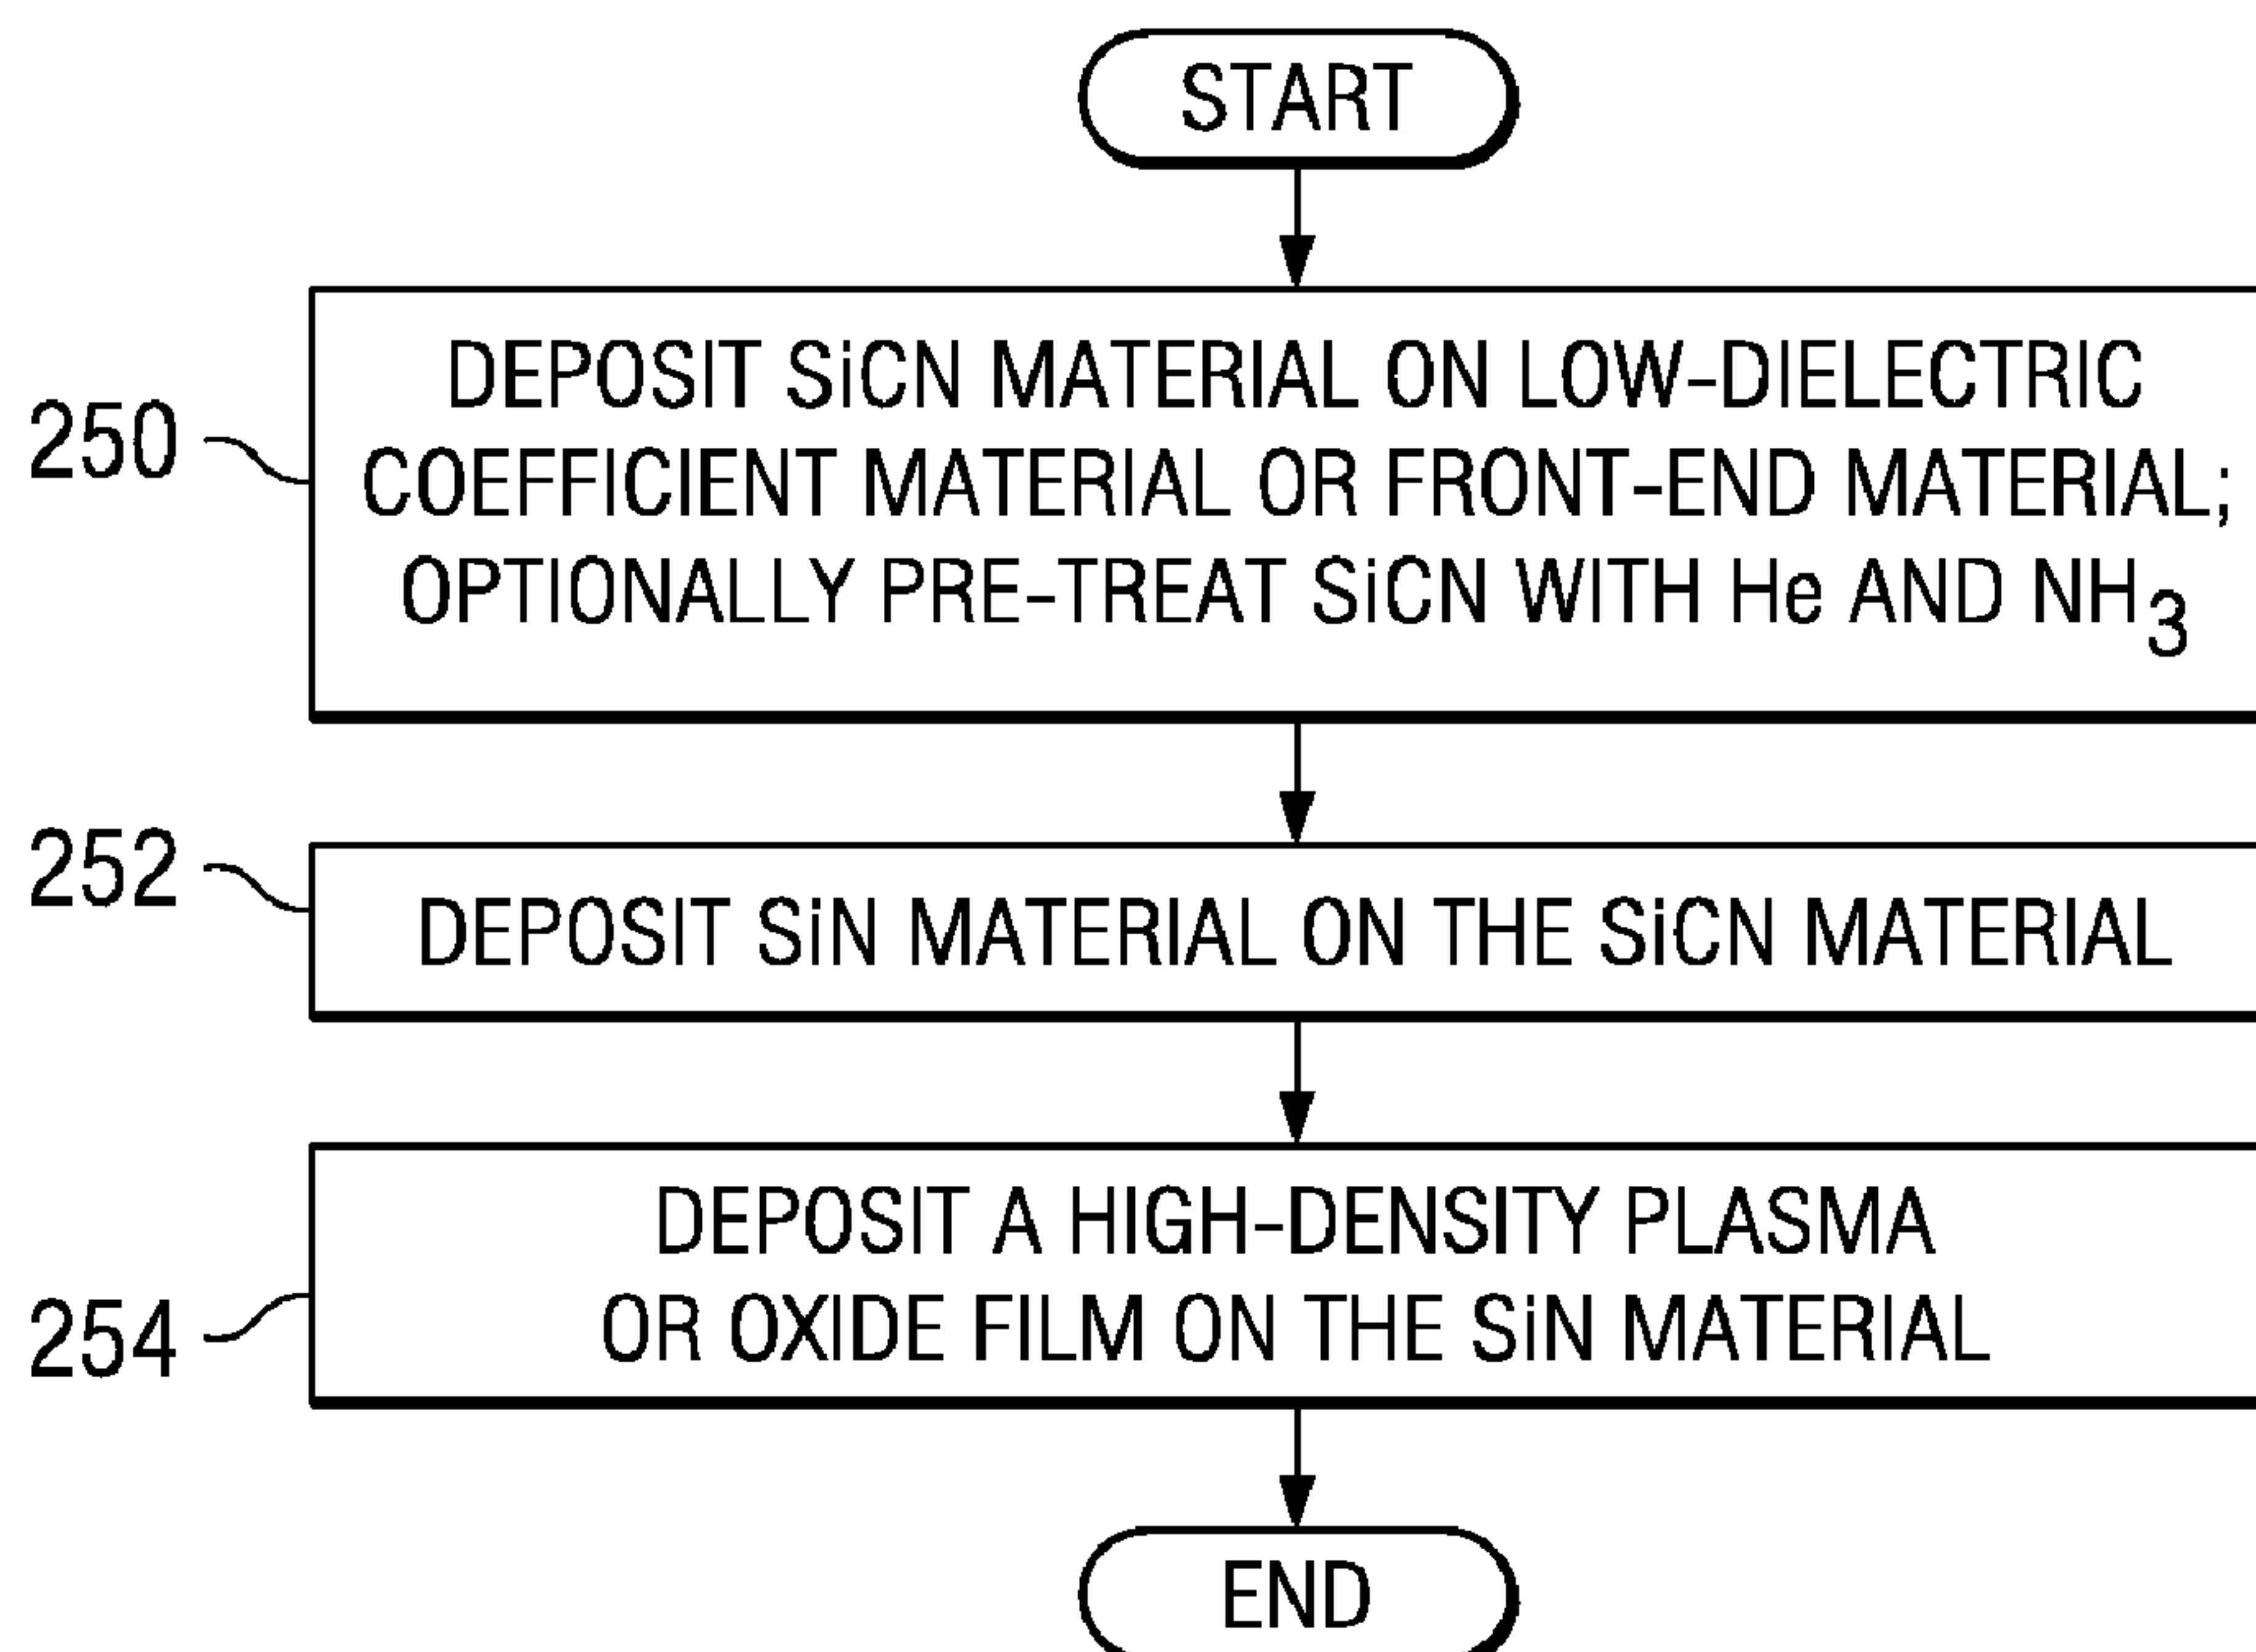 START
250
DEPOSIT SiCN MATERIAL ON LOW-DIELECTRIC
COEFFICIENT MATERIAL OR FRONT-END MATERIAL;
OPTIONALLY PRE-TREAT SiCN WITH He AND NH3
252
DEPOSIT SiN MATERIAL ON THE SiCN MATERIAL
254
DEPOSIT A HIGH-DENSITY PLASMA
OR OXIDE FILM ON THE SiN MATERIAL
END